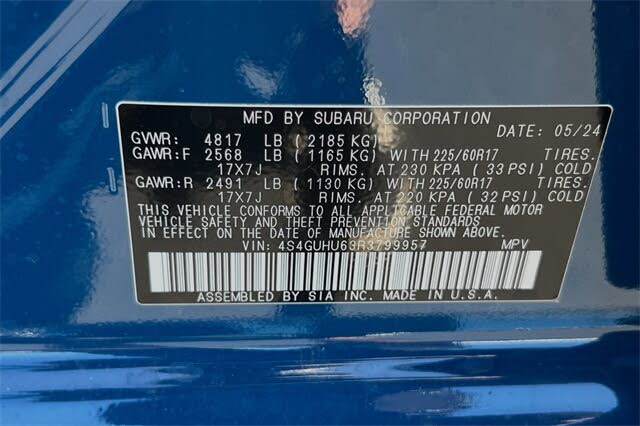 MFD BY SUBARU CORPORATION
DATE: 05/24
GVWR: 4817 LB ( 2185 KG)
GAWR:F 2568 LB ( 1165 KG) WITH 225/60R17 TIRES.
17X7J RIMS. AT 230 KPA ( 33 PSI) COLD
GAWR:R 2491 LB ( 1130 KG) WITH 225/60R17 TIRES.
17X7J RIMS. AT 220 KPA ( 32 PSI) COLD
THIS VEHICLE CONFORMS TO ALL APPLICABLE FEDERAL MOTOR
VEHICLE SAFETY AND THEFT PREVENTION STANDARDS
IN EFFECT ON THE DATE OF MANUFACTURE SHOWN ABOVE.
VIN: 4S4GUHU63R3799957 MPV
ASSEMBLED BY SIA INC. MADE IN U.S.A.